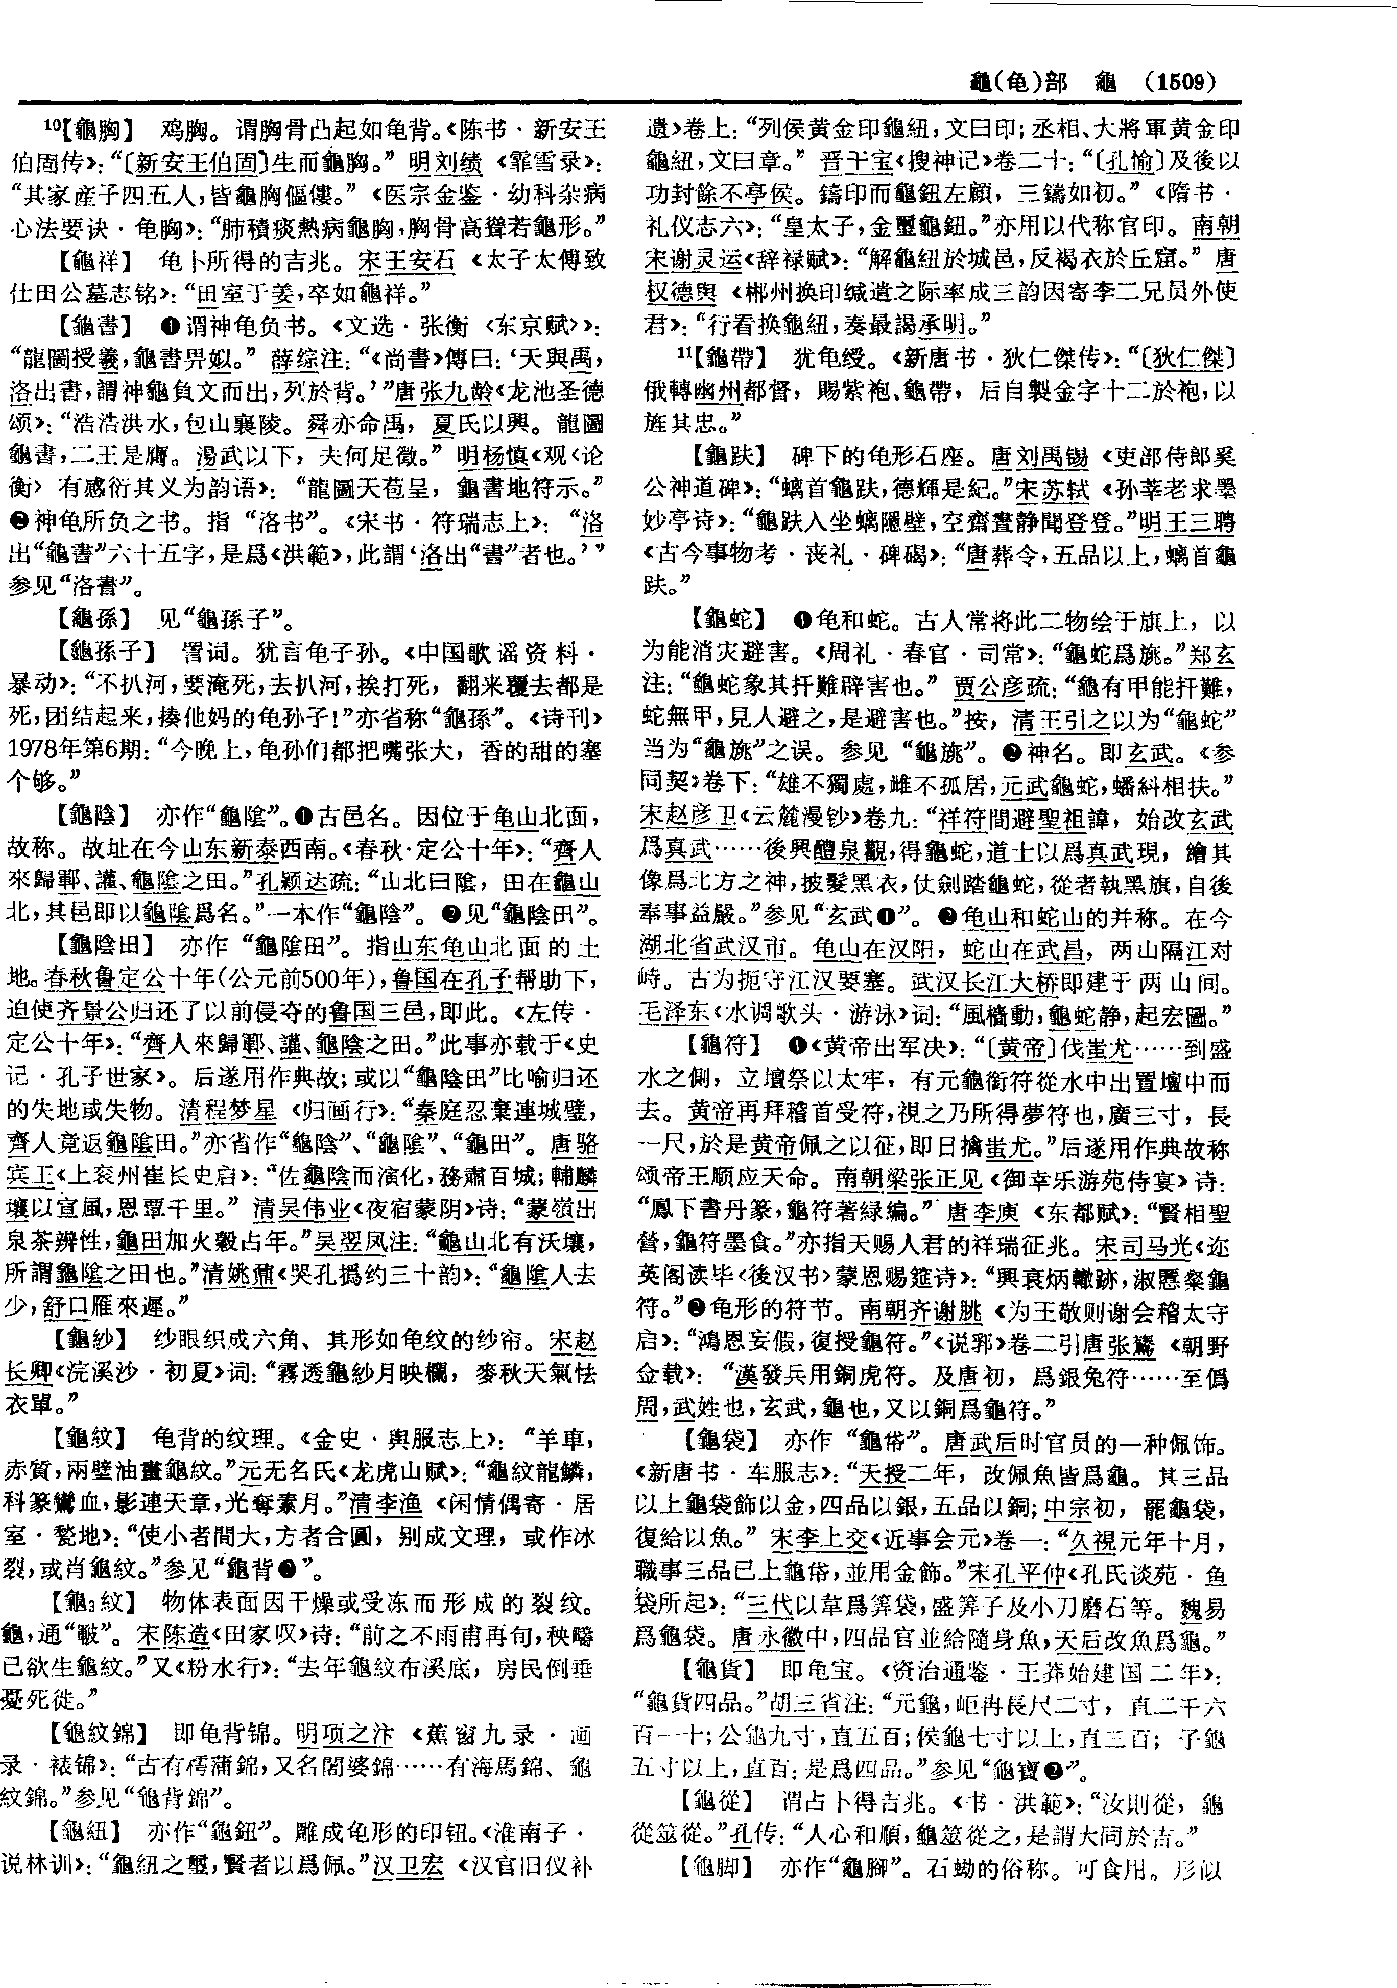 龜(龟)部　龜　(1509)
¹⁰【龜胸】　鸡胸。谓胸骨凸起如龟背。《陈书·新安王
伯固传》：“〔新安王伯固〕生而龜胸。”明刘绩《霏雪录》：
“其家産子四五人，皆龜胸傴僂。”《医宗金鉴·幼科杂病
心法要诀·龟胸》：“肺積痰熱病龜胸，胸骨高聳若龜形。”
【龜祥】　龟卜所得的吉兆。宋王安石《太子太傅致
仕田公墓志铭》：“田室于姜，卒如龜祥。”
【龜書】　❶谓神龟负书。《文选·张衡〈东京赋〉》：
“龍圖授羲，龜書畀姒。”薛综注：“《尚書》傳曰：‘天與禹，
洛出書，謂神龜負文而出，列於背。’”唐张九龄《龙池圣德
颂》：“浩浩洪水，包山襄陵。舜亦命禹，夏氏以興。龍圖
龜書，二王是膺。湯武以下，夫何足徵。”明杨慎《观〈论
衡〉有感衍其义为韵语》：“龍圖天苞呈，龜書地符示。”
❷神龟所负之书。指“洛书”。《宋书·符瑞志上》：“洛
出“龜書”六十五字，是爲《洪範》，此謂‘洛出“書”者也。’”
参见“洛書”。
【龜孫】　见“龜孫子”。
【龜孫子】　詈词。犹言龟子孙。《中国歌谣资料·
暴动》：“不扒河，要淹死，去扒河，挨打死，翻来覆去都是
死，团结起来，揍他妈的龟孙子！”亦省称“龜孫”。《诗刊》
1978年第6期：“今晚上，龟孙们都把嘴张大，香的甜的塞
个够。”
【龜陰】　亦作“龜隂”。❶古邑名。因位于龟山北面，
故称。故址在今山东新泰西南。《春秋·定公十年》：“齊人
來歸鄆、讙、龜隂之田。”孔颖达疏：“山北曰隂，田在龜山
北，其邑即以龜隂爲名。”一本作“龜陰”。❷见“龜陰田”。
【龜陰田】　亦作“龜隂田”。指山东龟山北面的土
地。春秋鲁定公十年(公元前500年)，鲁国在孔子帮助下，
迫使齐景公归还了以前侵夺的鲁国三邑，即此。《左传·
定公十年》：“齊人來歸鄆、讙、龜陰之田。”此事亦载于《史
记·孔子世家》。后遂用作典故；或以“龜陰田”比喻归还
的失地或失物。清程梦星《归画行》：“秦庭忍棄連城璧，
齊人竟返龜隂田。”亦省作“龜陰”、“龜隂”、“龜田”。唐骆
宾王《上兖州崔长史启》：“佐龜陰而演化，務肅百城；輔麟
壤以宣風，恩覃千里。”清吴伟业《夜宿蒙阴》诗：“蒙嶺出
泉茶辨性，龜田加火穀占年。”吴翌凤注：“龜山北有沃壤，
所謂龜隂之田也。”清姚鼐《哭孔撝约三十韵》：“龜隂人去
少，舒口雁來遲。”
【龜紗】　纱眼织成六角、其形如龟纹的纱帘。宋赵
长卿《浣溪沙·初夏》词：“霧透龜紗月映欄，麥秋天氣怯
衣單。”
【龜紋】　龟背的纹理。《金史·舆服志上》：“羊車，
赤質，兩壁油畫龜紋。”元无名氏《龙虎山赋》：“龜紋龍鱗，
科篆鸞血，影連天章，光奪素月。”清李渔《闲情偶寄·居
室·甃地》：“使小者間大，方者合圓，别成文理，或作冰
裂，或肖龜紋。”参见“龜背❸”。
【龜₃紋】　物体表面因干燥或受冻而形成的裂纹。
龜，通“皸”。宋陈造《田家叹》诗：“前之不雨甫再旬，秧疇
已欲生龜紋。”又《粉水行》：“去年龜紋布溪底，房民倒垂
憂死徙。”
【龜紋錦】　即龟背锦。明项之汴《蕉窗九录·画
录·裱锦》：“古有樗蒲錦，又名闍婆錦……有海馬錦、龜
紋錦。”参见“龜背錦”。
【龜紐】　亦作“龜鈕”。雕成龟形的印钮。《淮南子·
说林训》：“龜紐之璽，賢者以爲佩。”汉卫宏《汉官旧仪补
遗》卷上：“列侯黄金印龜紐，文曰印；丞相、大將軍黄金印
龜紐，文曰章。”晋干宝《搜神记》卷二十：“〔孔愉〕及後以
功封餘不亭侯。鑄印而龜鈕左顧，三鑄如初。”《隋书·
礼仪志六》：“皇太子，金璽龜鈕。”亦用以代称官印。南朝
宋谢灵运《辞禄赋》：“解龜紐於城邑，反褐衣於丘窟。”唐
权德舆《郴州换印缄遣之际率成三韵因寄李二兄员外使
君》：“行看换龜紐，奏最謁承明。”
¹¹【龜帶】　犹龟绶。《新唐书·狄仁傑传》：“〔狄仁傑〕
俄轉幽州都督，賜紫袍、龜帶，后自製金字十二於袍，以
旌其忠。”
【龜趺】　碑下的龟形石座。唐刘禹锡《吏部侍郎奚
公神道碑》：“螭首龜趺，德輝是紀。”宋苏轼《孙莘老求墨
妙亭诗》：“龜趺入坐螭隱壁，空齋晝静聞登登。”明王三聘
《古今事物考·丧礼·碑碣》：“唐葬令，五品以上，螭首龜
趺。”
【龜蛇】　❶龟和蛇。古人常将此二物绘于旗上，以
为能消灾避害。《周礼·春官·司常》：“龜蛇爲旐。”郑玄
注：“龜蛇象其扞難辟害也。”贾公彦疏：“龜有甲能扞難，
蛇無甲，見人避之，是避害也。”按，清王引之以为“龜蛇”
当为“龜旐”之误。参见“龜旐”。❷神名。即玄武。《参
同契》卷下：“雄不獨處，雌不孤居，元武龜蛇，蟠糾相扶。”
宋赵彦卫《云麓漫钞》卷九：“祥符間避聖祖諱，始改玄武
爲真武……後興醴泉觀，得龜蛇，道士以爲真武現，繪其
像爲北方之神，披髮黑衣，仗劍踏龜蛇，從者執黑旗，自後
奉事益嚴。”参见“玄武❶”。❷龟山和蛇山的并称。在今
湖北省武汉市。龟山在汉阳，蛇山在武昌，两山隔江对
峙。古为扼守江汉要塞。武汉长江大桥即建于两山间。
毛泽东《水调歌头·游泳》词：“風檣動，龜蛇静，起宏圖。”
【龜符】　❶《黄帝出军决》：“〔黄帝〕伐蚩尤……到盛
水之側，立壇祭以太牢，有元龜銜符從水中出置壇中而
去。黄帝再拜稽首受符，視之乃所得夢符也，廣三寸，長
一尺，於是黄帝佩之以征，即日擒蚩尤。”后遂用作典故称
颂帝王顺应天命。南朝梁张正见《御幸乐游苑侍宴》诗：
“鳳下書丹篆，龜符著緑編。”唐李庾《东都赋》：“賢相聖
營，龜符墨食。”亦指天赐人君的祥瑞征兆。宋司马光《迩
英阁读毕〈後汉书〉蒙恩赐筵诗》：“興衰炳轍跡，淑慝粲龜
符。”❷龟形的符节。南朝齐谢朓《为王敬则谢会稽太守
启》：“鴻恩妄假，復授龜符。”《说郛》卷二引唐张鷟《朝野
佥载》：“漢發兵用銅虎符。及唐初，爲銀兔符……至僞
周，武姓也，玄武，龜也，又以銅爲龜符。”
【龜袋】　亦作“龜帒”。唐武后时官员的一种佩饰。
《新唐书·车服志》：“天授二年，改佩魚皆爲龜。其三品
以上龜袋飾以金，四品以銀，五品以銅；中宗初，罷龜袋，
復給以魚。”宋李上交《近事会元》卷一：“久視元年十月，
職事三品已上龜帒，並用金飾。”宋孔平仲《孔氏谈苑·鱼
袋所起》：“三代以草爲筭袋，盛筭子及小刀磨石等。魏易
爲龜袋。唐永徽中，四品官並給隨身魚，天后改魚爲龜。”
【龜貨】　即龟宝。《资治通鉴·王莽始建国二年》：
“龜貨四品。”胡三省注：“元龜，岠冉長尺二寸，直二千六
百一十；公龜九寸，直五百；侯龜七寸以上，直三百；子龜
五寸以上，直百：是爲四品。”参见“龜寶❷”。
【龜從】　谓占卜得吉兆。《书·洪範》：“汝則從，龜
從筮從。”孔传：“人心和順，龜筮從之，是謂大同於吉。”
【龜脚】　亦作“龜腳”。石蚴的俗称。可食用。形似